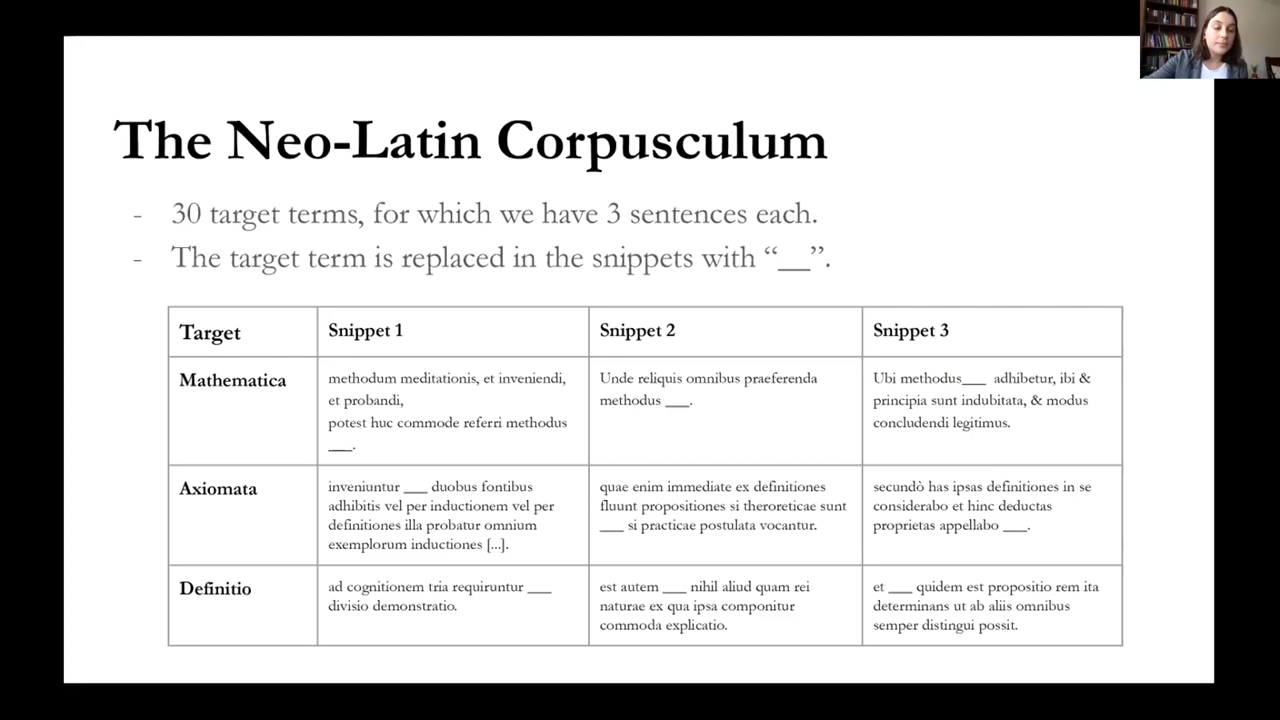 The Neo-Latin Corpusculum
- 30 target terms, for which we have 3 sentences each.
- The target term is replaced in the snippets with “__”.
Target
Snippet 1
Snippet 2
Snippet 3
Mathematica
methodum meditationis, et inveniendi,
et probandi,
potest huc commode referri methodus
___.
Unde reliquis omnibus praeferenda
methodus ___.
Ubi methodus___ adhibetur, ibi &
principia sunt indubitata, & modus
concludendi legitimus.
Axiomata
inveniuntur ___ duobus fontibus
adhibitis vel per inductionem vel per
definitiones illa probatur omnium
exemplorum inductiones [...].
quae enim immediate ex definitiones
fluunt propositiones si theroreticae sunt
___ si practicae postulata vocantur.
secundò has ipsas definitiones in se
considerabo et hinc deductas
proprietas appellabo ___.
Definitio
ad cognitionem tria requiruntur ___
divisio demonstratio.
est autem ___ nihil aliud quam rei
naturae ex qua ipsa componitur
commoda explicatio.
et ___ quidem est propositio rem ita
determinans ut ab aliis omnibus
semper distingui possit.